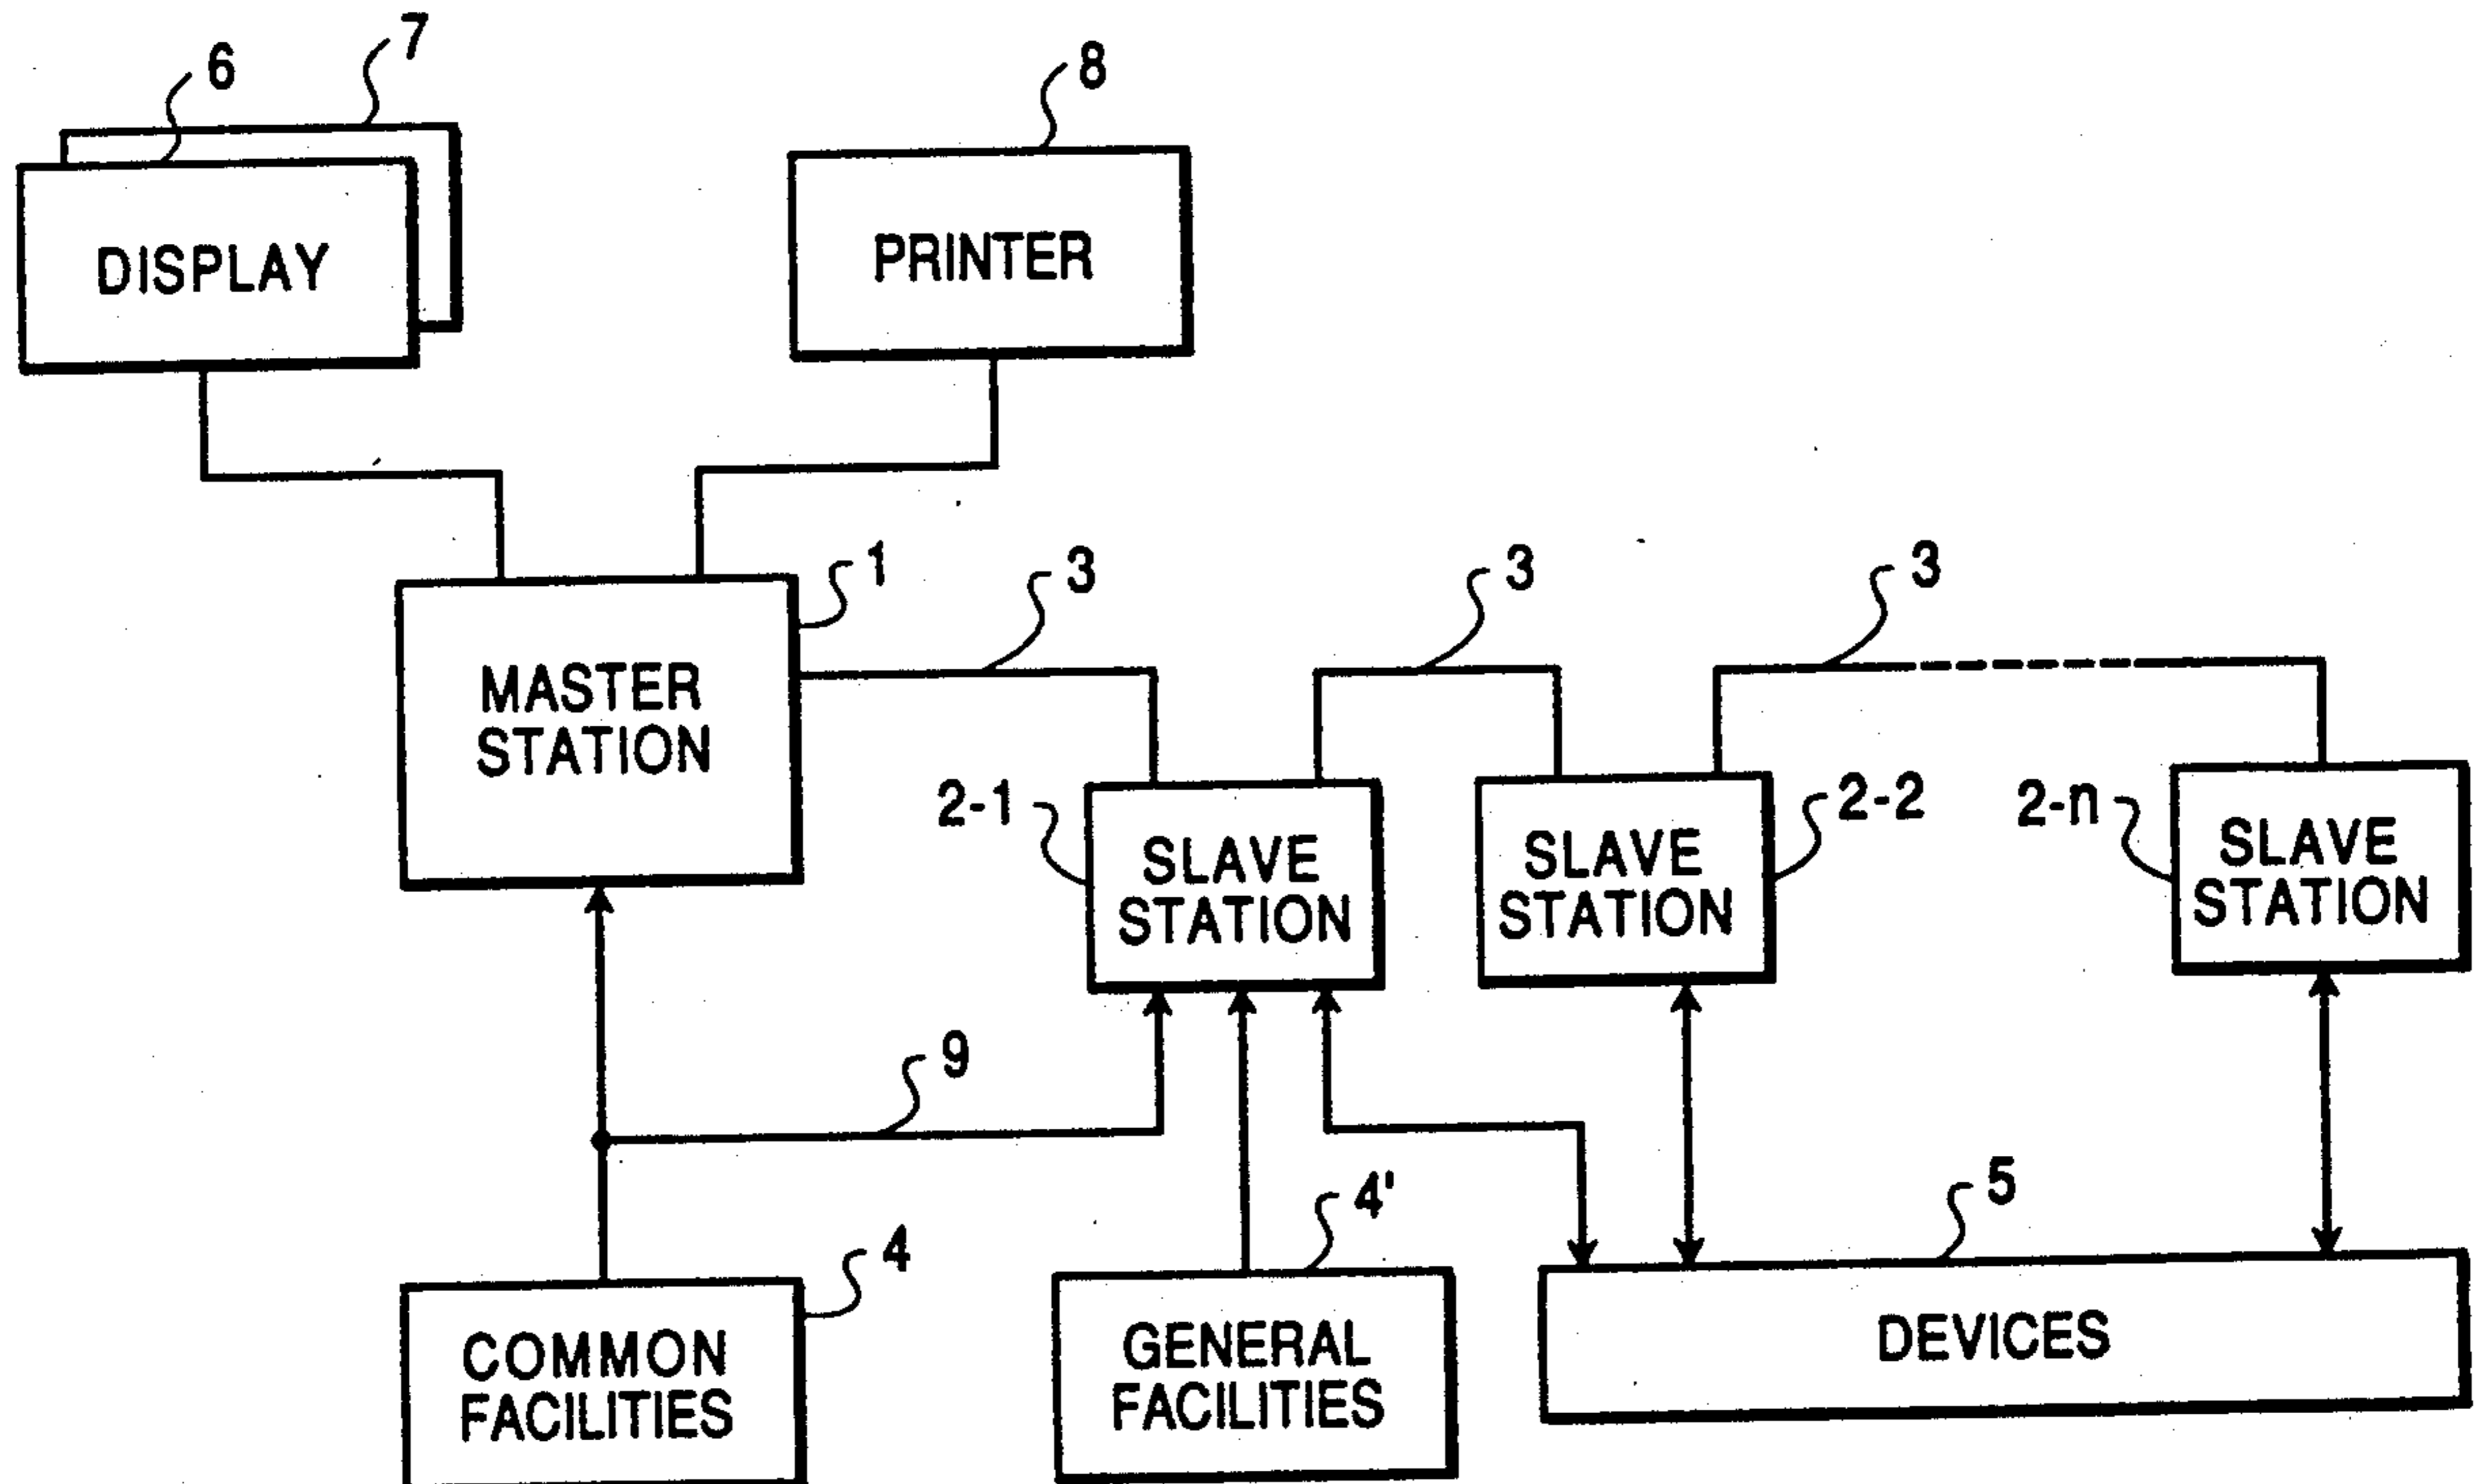 7
6
8
DISPLAY
PRINTER
1
3
3
3
MASTER
STATION
2-1
2-2
2-n
SLAVE
STATION
SLAVE
STATION
SLAVE
STATION
9
4'
5
4
COMMON
FACILITIES
GENERAL
FACILITIES
DEVICES